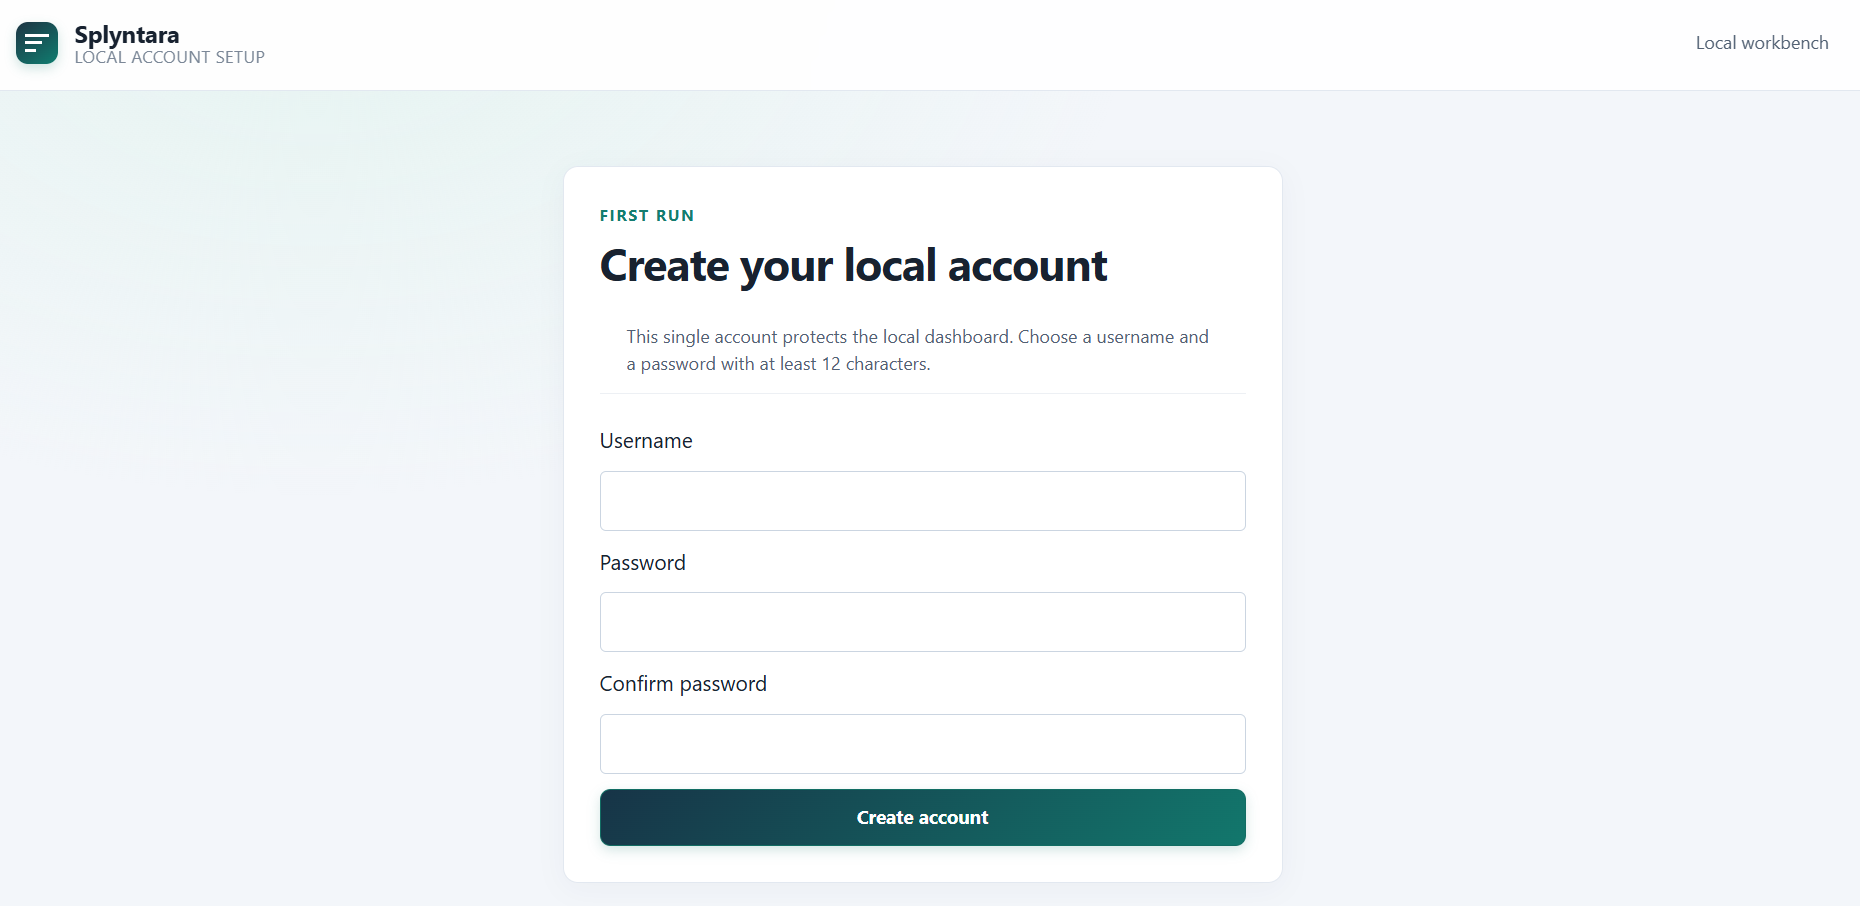 Splyntara
LOCAL ACCOUNT SETUP
Local workbench
FIRST RUN
Create your local account
This single account protects the local dashboard. Choose a username and
a password with at least 12 characters.
Username
Password
Confirm password
Create account